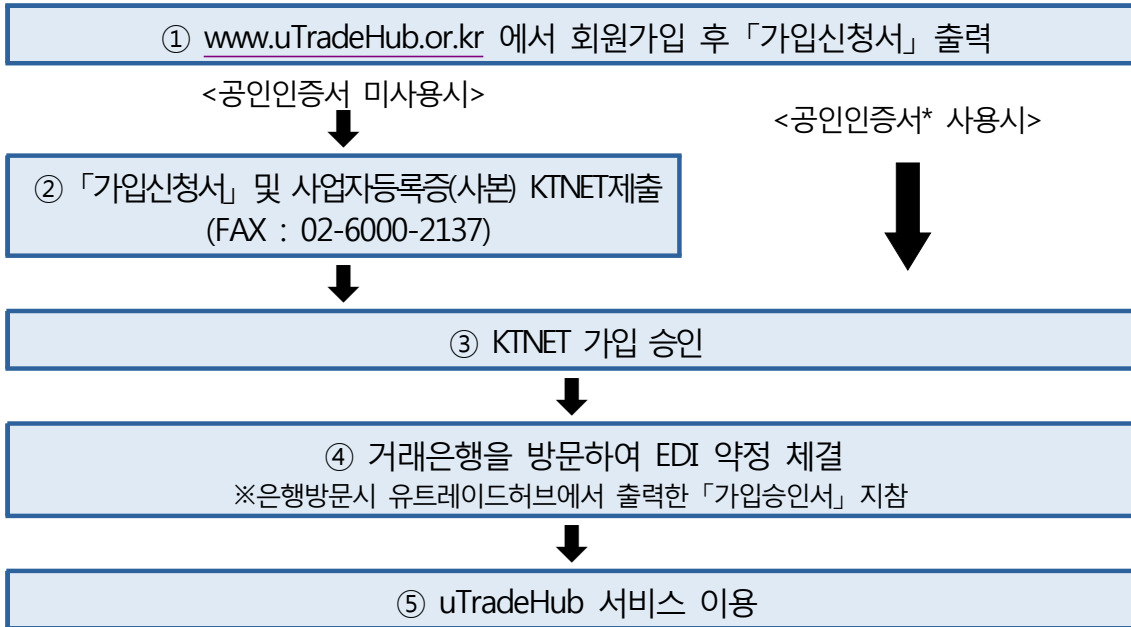 ① www.uTradeHub.or.kr 에서 회원가입 후「가입신청서」출력
<공인인증서 미사용시>
<공인인증서* 사용시>
②「가입신청서」및 사업자등록증(사본) KTNET제출
(FAX : 02-6000-2137)
③ KTNET 가입 승인
④ 거래은행을 방문하여 EDI 약정 체결
※은행방문시 유트레이드허브에서 출력한「가입승인서」지참
⑤ uTradeHub 서비스 이용